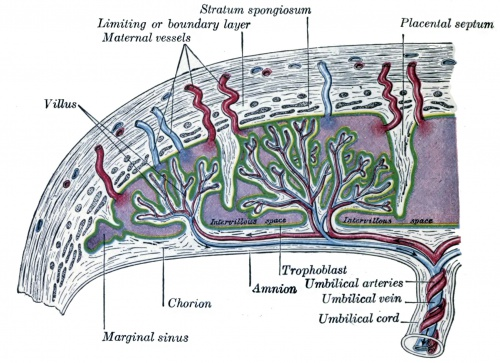 Stratum spongiosum
Limiting or boundary layer
Maternal vessels
Placental septum
Villus
Intervillous space
Intervillous space
Trophoblast
Amnion
Umbilical arteries
Umbilical vein
Chorion
Umbilical cord
Marginal sinus